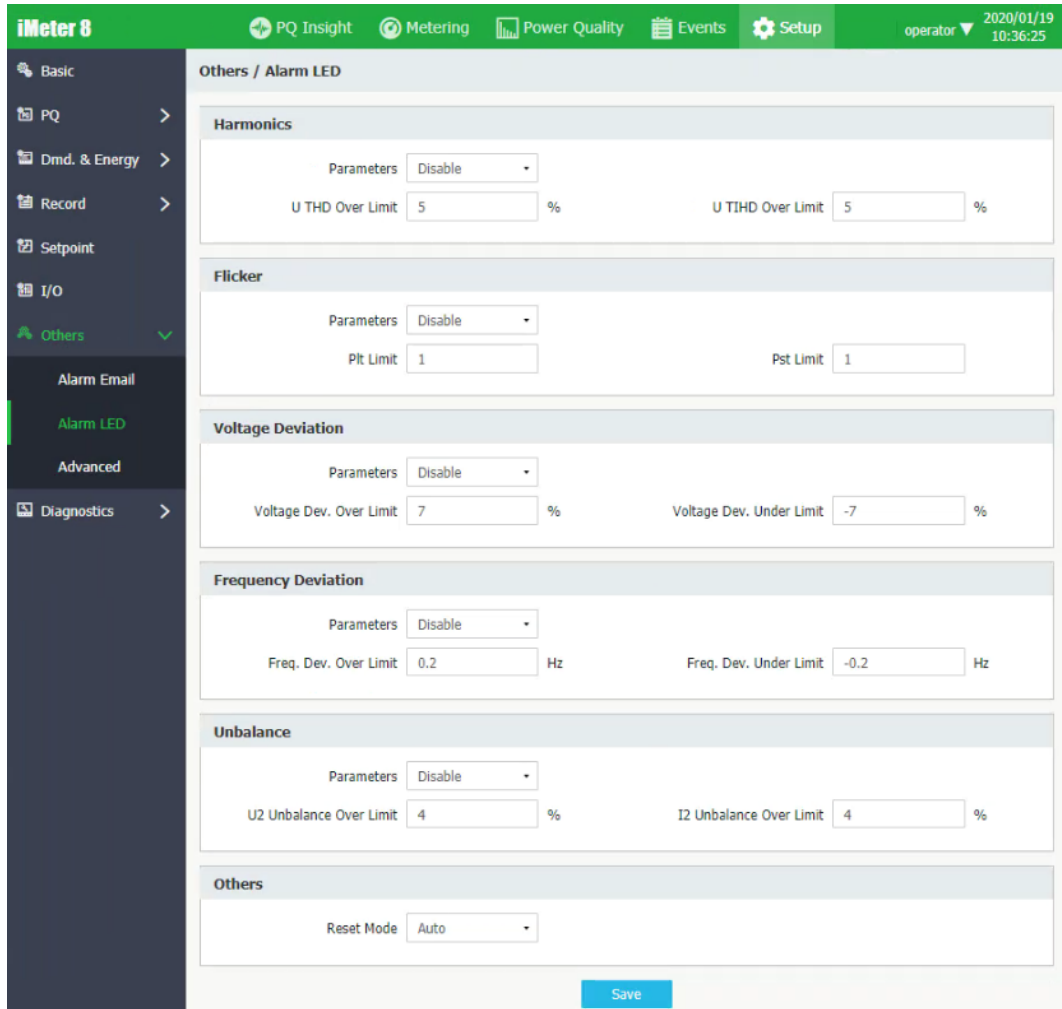 iMeter 8
PQ Insight
Metering
Power Quality
Events
Setup
operator
2020/01/19
10:36:25
Basic
PQ
Dmd. & Energy
Record
Setpoint
I/O
Others
Alarm Email
Alarm LED
Advanced
Diagnostics
Others / Alarm LED
Harmonics
Parameters Disable
U THD Over Limit 5 % U TIHD Over Limit 5 %
Flicker
Parameters Disable
Plt Limit 1 Pst Limit 1
Voltage Deviation
Parameters Disable
Voltage Dev. Over Limit 7 % Voltage Dev. Under Limit -7 %
Frequency Deviation
Parameters Disable
Freq. Dev. Over Limit 0.2 Hz Freq. Dev. Under Limit -0.2 Hz
Unbalance
Parameters Disable
U2 Unbalance Over Limit 4 % I2 Unbalance Over Limit 4 %
Others
Reset Mode Auto
Save